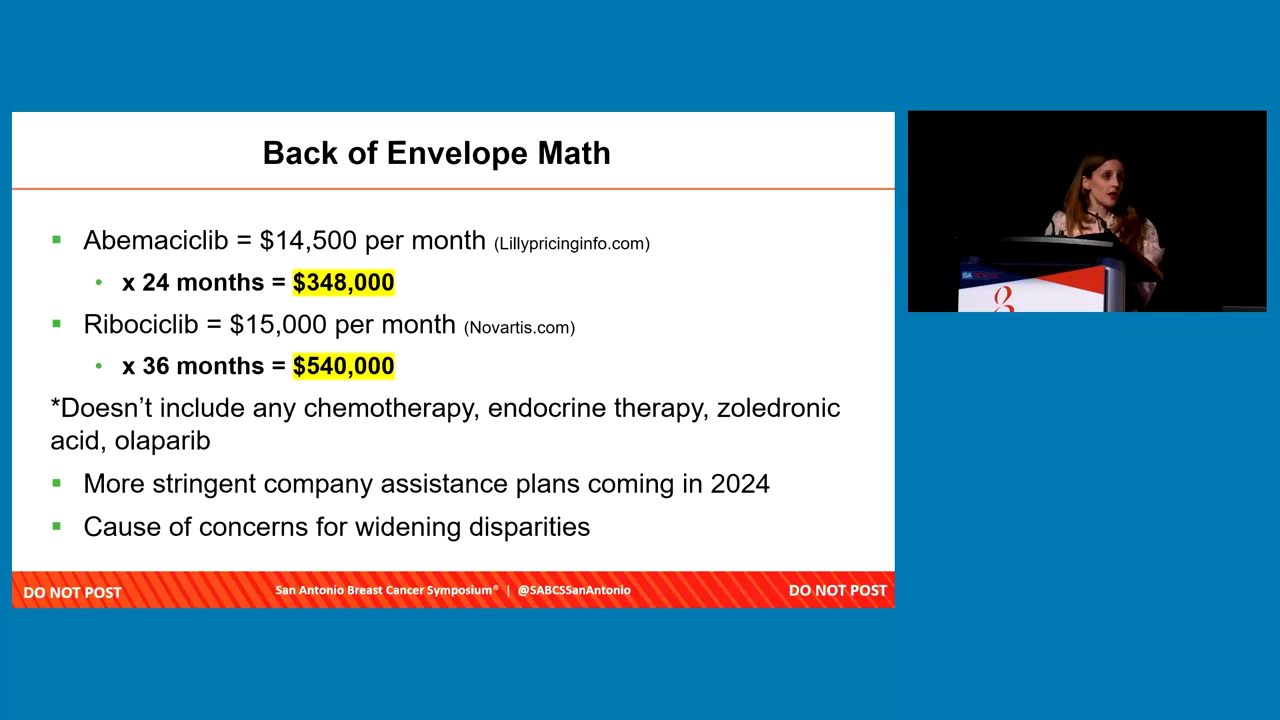 Back of Envelope Math
▪ Abemaciclib = $14,500 per month (Lillypricinginfo.com)
• x 24 months = $348,000
▪ Ribociclib = $15,000 per month (Novartis.com)
• x 36 months = $540,000
*Doesn’t include any chemotherapy, endocrine therapy, zoledronic
acid, olaparib
▪ More stringent company assistance plans coming in 2024
▪ Cause of concerns for widening disparities
DO NOT POST
San Antonio Breast Cancer Symposium® | @SABCSSanAntonio
DO NOT POST